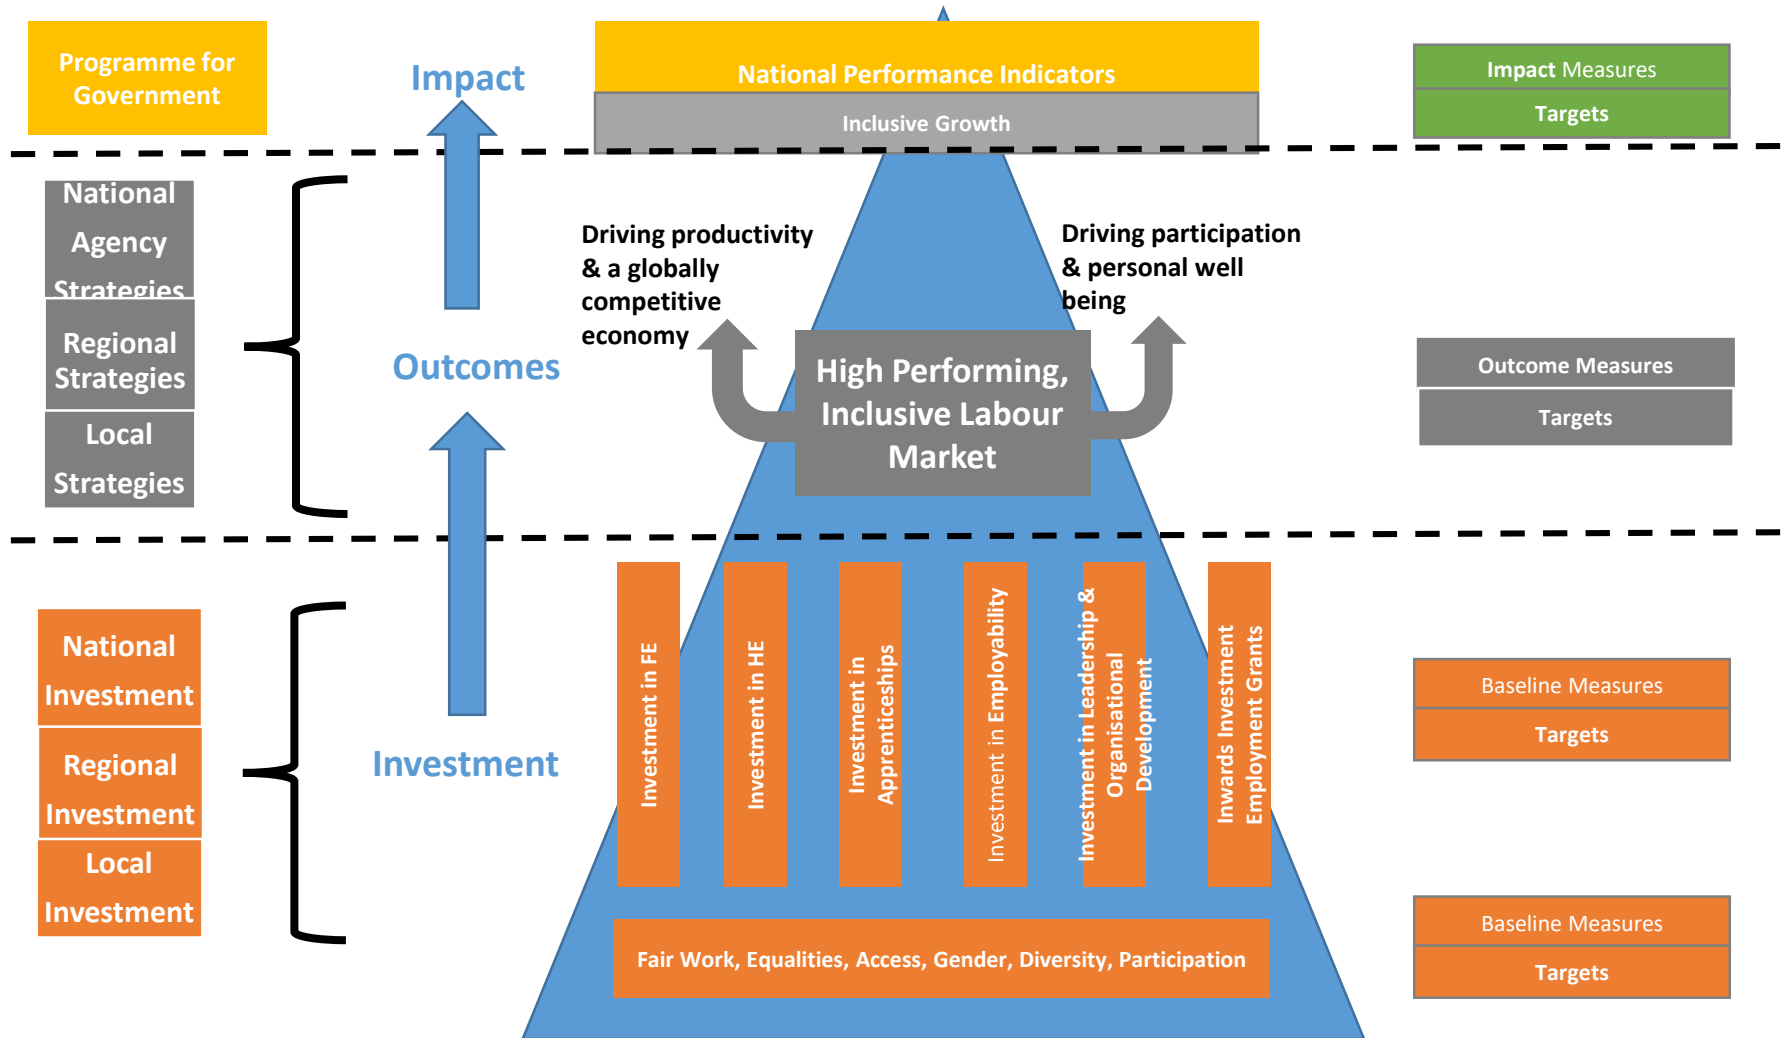 Programme for
Government
Impact
National Performance Indicators
Inclusive Growth
Impact Measures
Targets
National
Agency
Strategies
Regional
Strategies
Local
Strategies
Outcomes
Driving productivity
& a globally
competitive
economy
Driving participation
& personal well
being
High Performing,
Inclusive Labour
Market
Outcome Measures
Targets
National
Investment
Regional
Investment
Local
Investment
Investment
Investment in FE
Investment in HE
Investment in
Apprenticeships
Investment in Employability
Investment in Leadership &
Organisational
Development
Inwards Investment
Employment Grants
Baseline Measures
Targets
Fair Work, Equalities, Access, Gender, Diversity, Participation
Baseline Measures
Targets